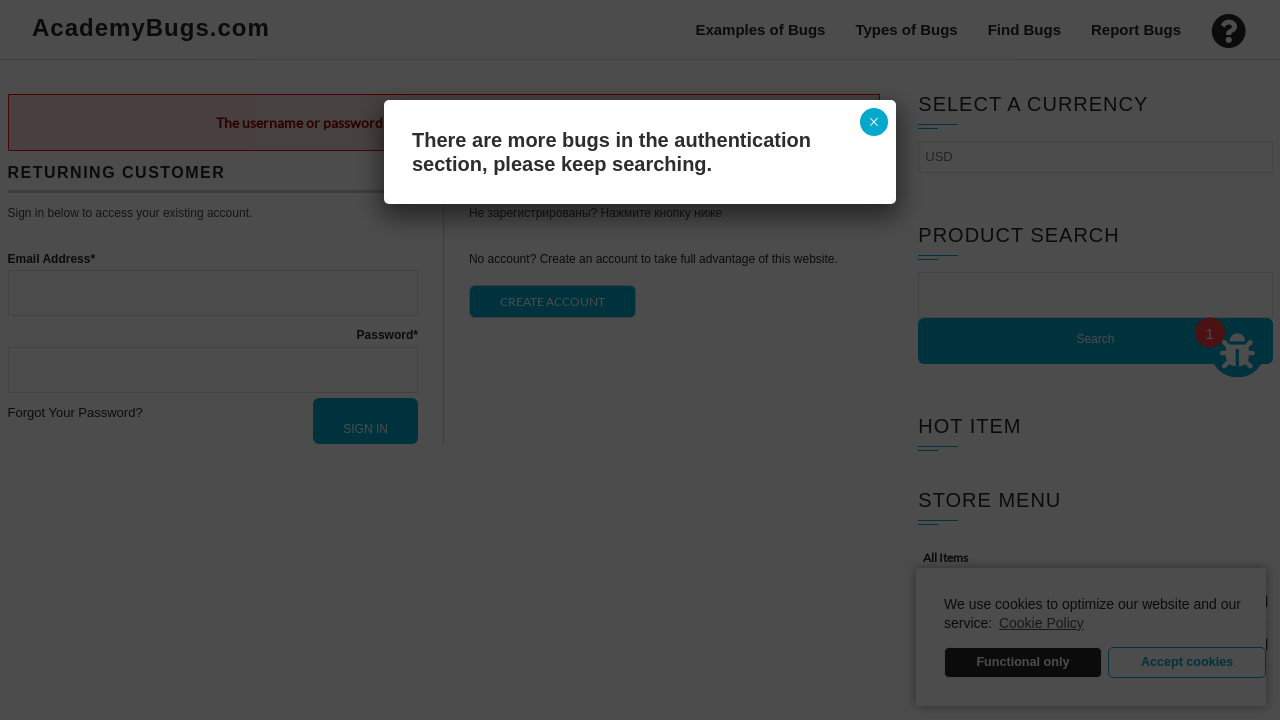 AcademyBugs.com
Examples of Bugs
Types of Bugs
Find Bugs
Report Bugs
The username or password
There are more bugs in the authentication
section, please keep searching.
×
RETURNING CUSTOMER
Sign in below to access your existing account.
Email Address*
Password*
Forgot Your Password?
SIGN IN
Не зарегистрированы? Нажмите кнопку ниже
No account? Create an account to take full advantage of this website.
CREATE ACCOUNT
SELECT A CURRENCY
USD
PRODUCT SEARCH
Search
1
HOT ITEM
STORE MENU
All Items
We use cookies to optimize our website and our
service: Cookie Policy
Functional only
Accept cookies